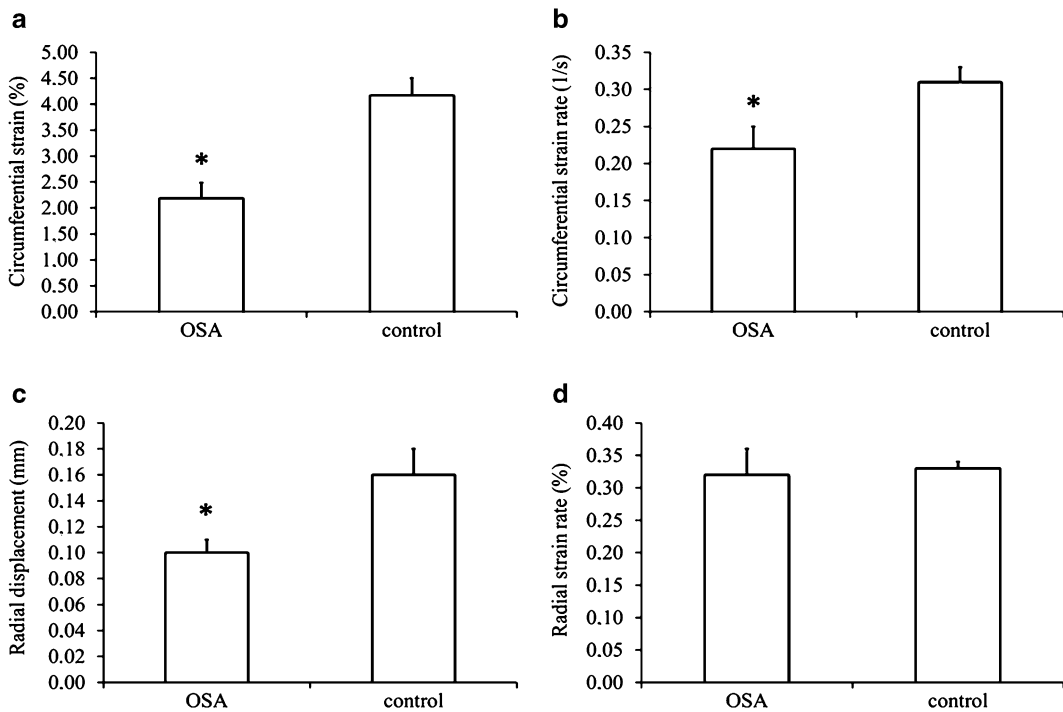 a
Circumferential strain (%)
5.00
4.50
4.00
3.50
3.00
2.50
2.00
1.50
1.00
0.50
0.00
*
OSA
control
b
Circumferential strain rate (1/s)
0.35
0.30
0.25
0.20
0.15
0.10
0.05
0.00
*
OSA
control
c
Radial displacement (mm)
0.20
0.18
0.16
0.14
0.12
0.10
0.08
0.06
0.04
0.02
0.00
*
OSA
control
d
Radial strain rate (%)
0.40
0.35
0.30
0.25
0.20
0.15
0.10
0.05
0.00
OSA
control